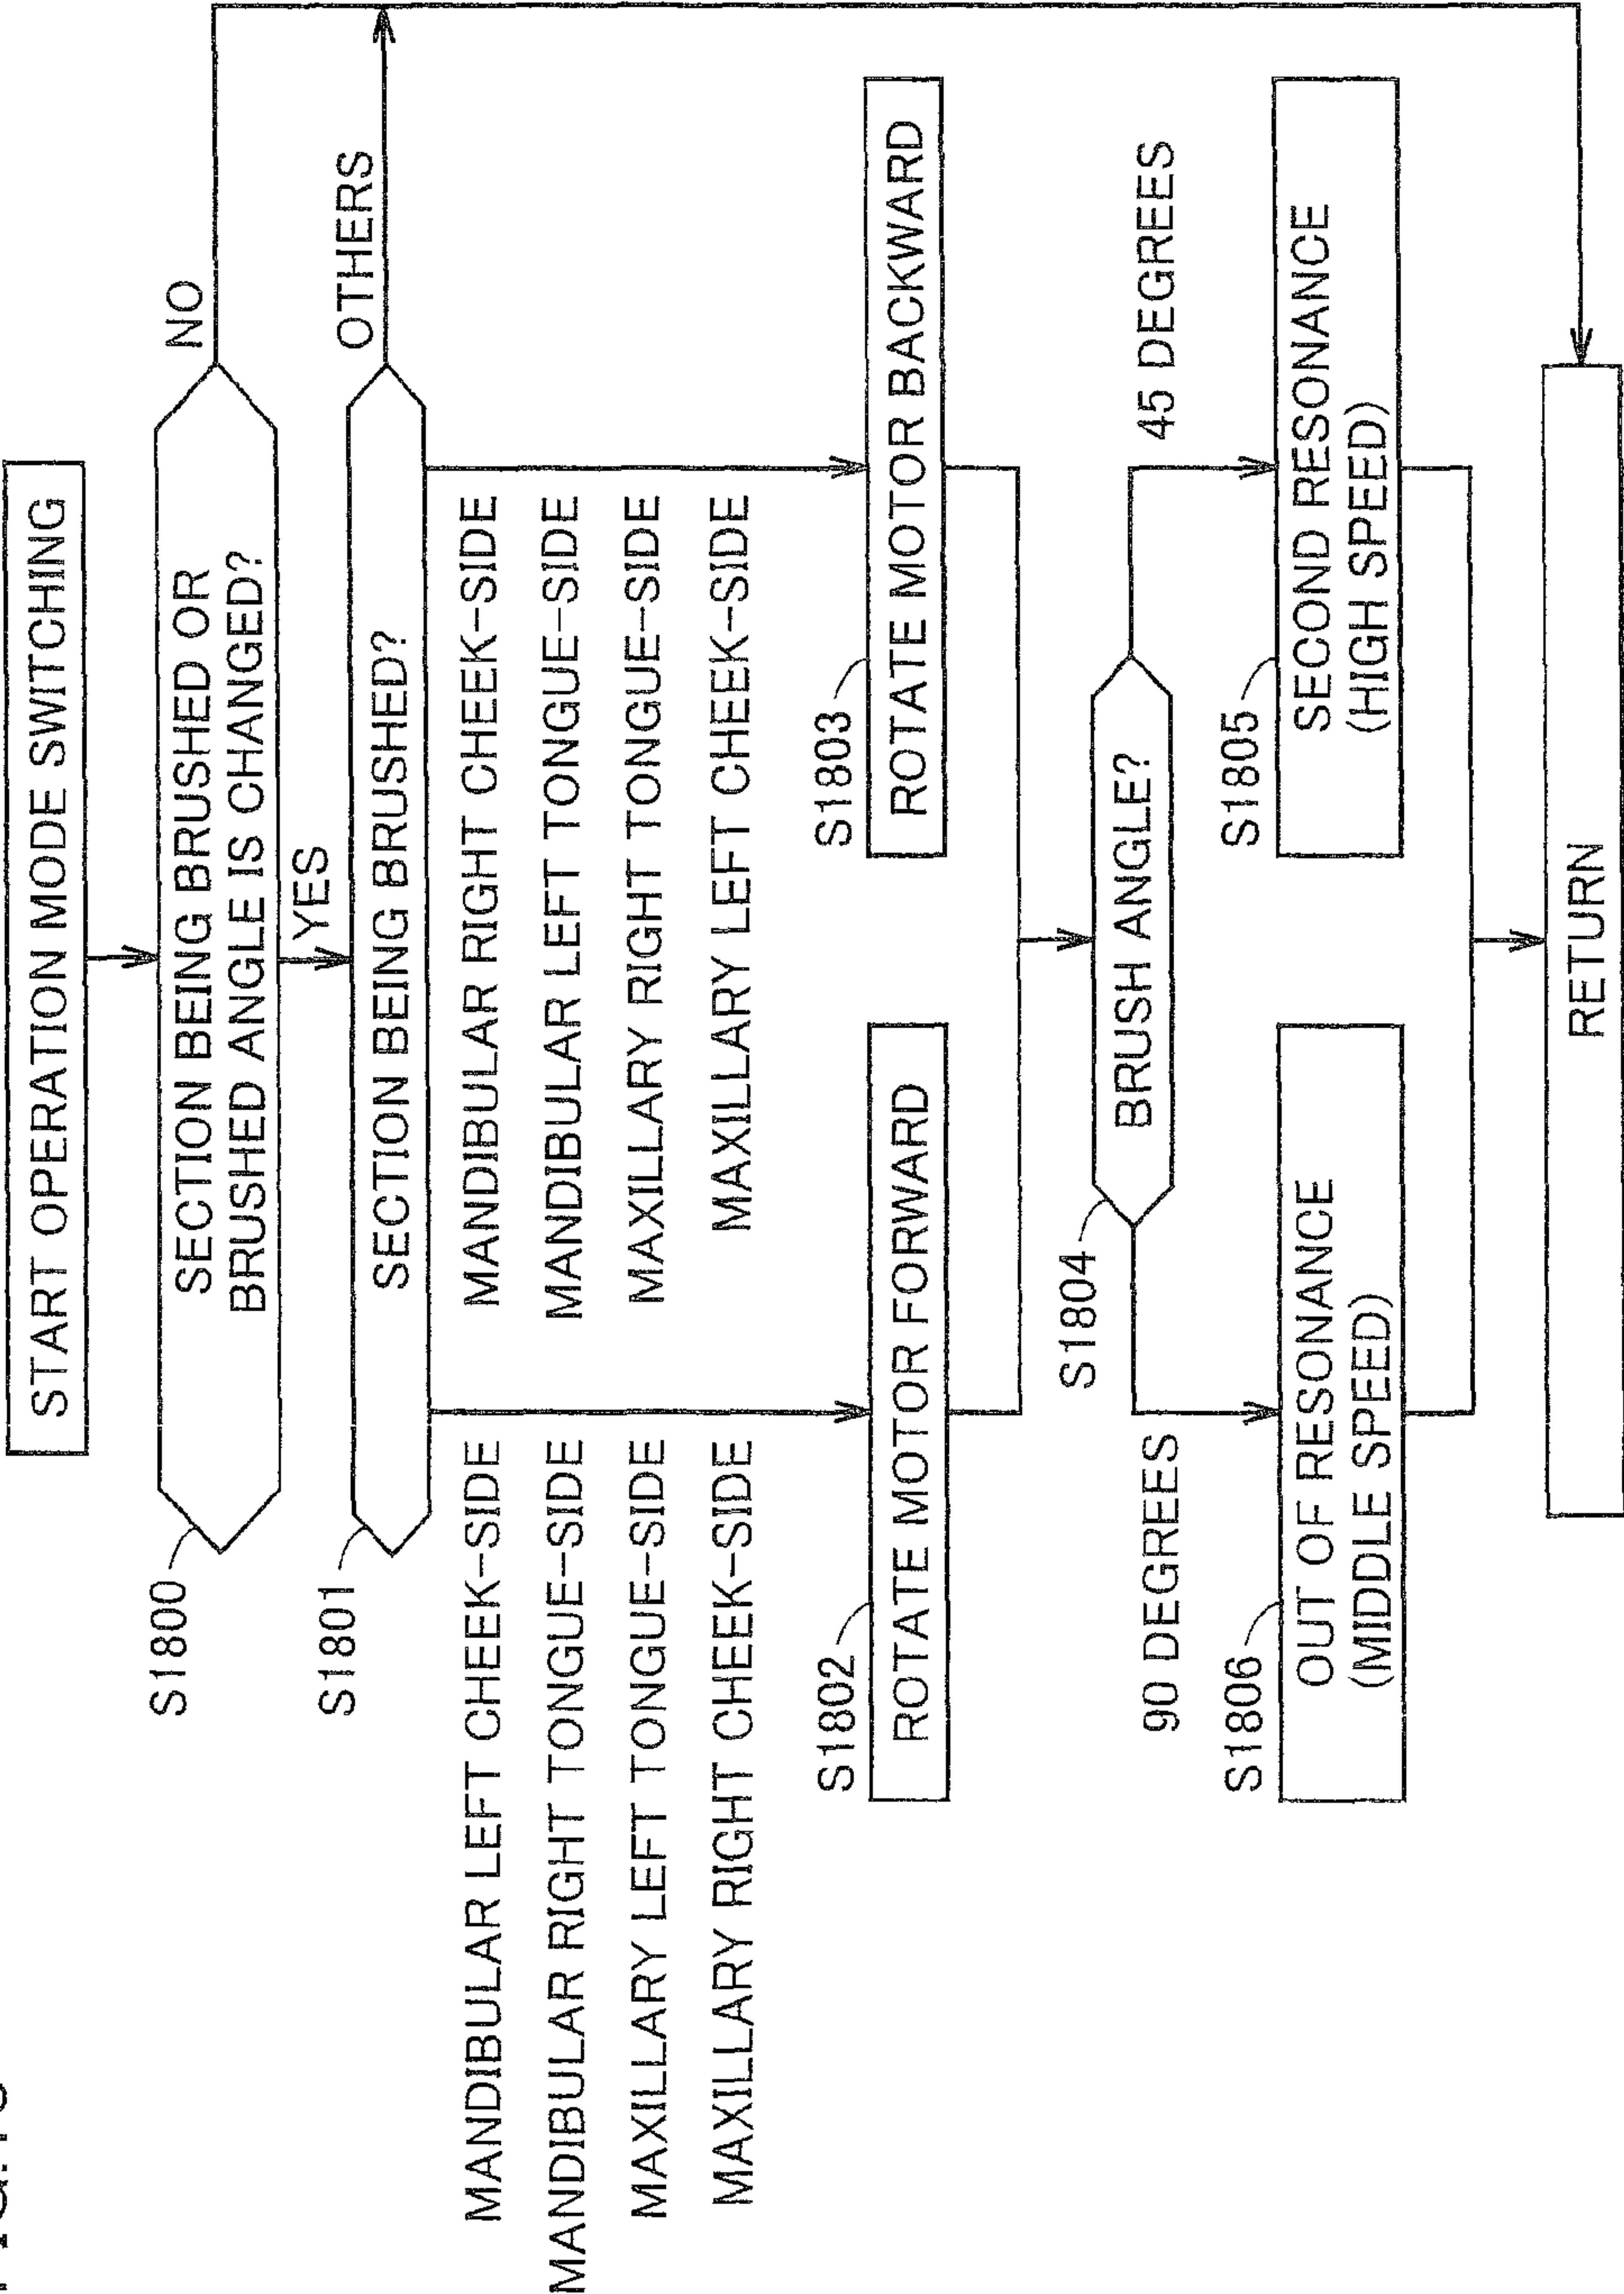 START OPERATION MODE SWITCHING
S1800
SECTION BEING BRUSHED OR
BRUSHED ANGLE IS CHANGED?
NO
YES
S1801
SECTION BEING BRUSHED?
OTHERS
MANDIBULAR LEFT CHEEK-SIDE
MANDIBULAR RIGHT TONGUE-SIDE
MAXILLARY LEFT TONGUE-SIDE
MAXILLARY RIGHT CHEEK-SIDE
MANDIBULAR RIGHT CHEEK-SIDE
MANDIBULAR LEFT TONGUE-SIDE
MAXILLARY RIGHT TONGUE-SIDE
MAXILLARY LEFT CHEEK-SIDE
S1802
ROTATE MOTOR FORWARD
S1803
ROTATE MOTOR BACKWARD
S1804
BRUSH ANGLE?
90 DEGREES
45 DEGREES
S1806
OUT OF RESONANCE
(MIDDLE SPEED)
S1805
SECOND RESONANCE
(HIGH SPEED)
RETURN